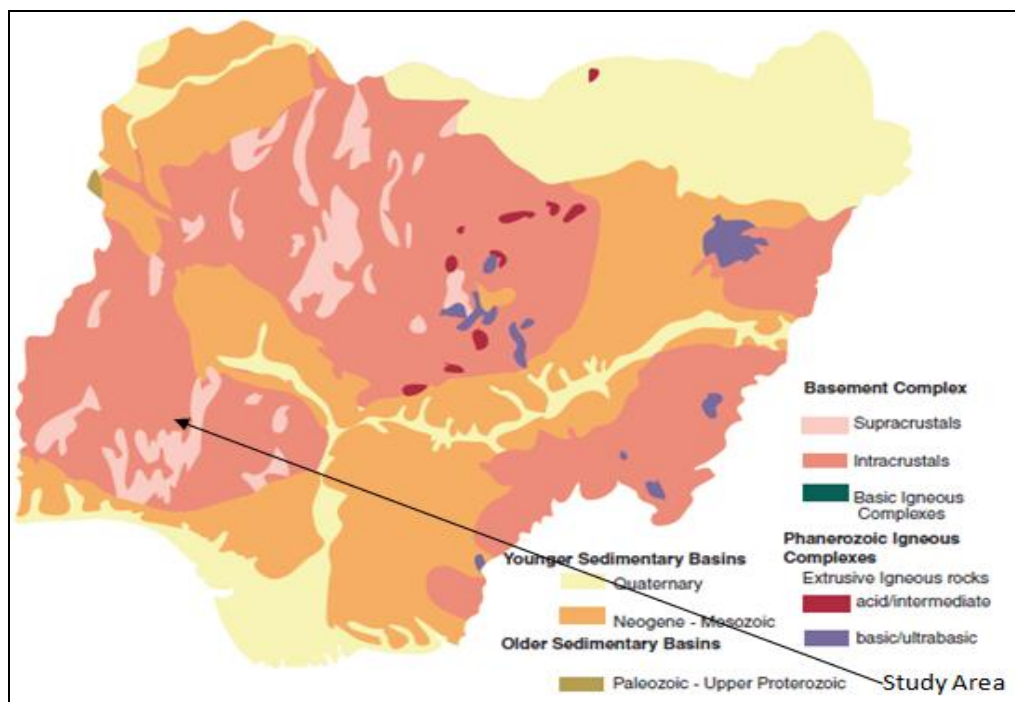 Basement Complex
Supracrustals
Intracrustals
Basic Igneous
Complexes
Phanerozoic Igneous
Complexes
Extrusive Igneous rocks
acid/intermediate
basic/ultrabasic
Younger Sedimentary Basins
Quaternary
Neogene - Mesozoic
Older Sedimentary Basins
Paleozoic - Upper Proterozoic
Study Area